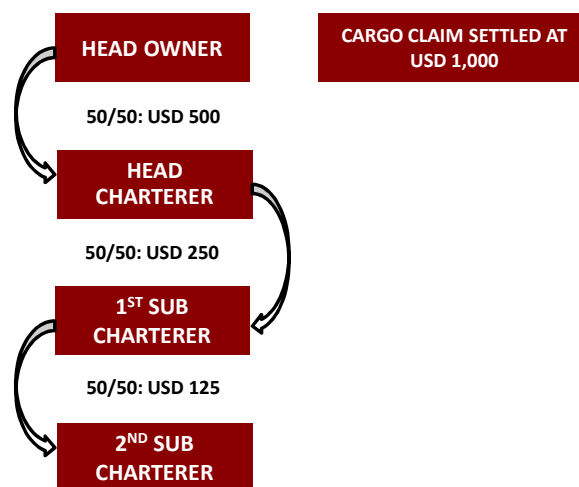 HEAD OWNER
CARGO CLAIM SETTLED AT
USD 1,000
50/50: USD 500
HEAD
CHARTERER
50/50: USD 250
1ST SUB
CHARTERER
50/50: USD 125
2ND SUB
CHARTERER